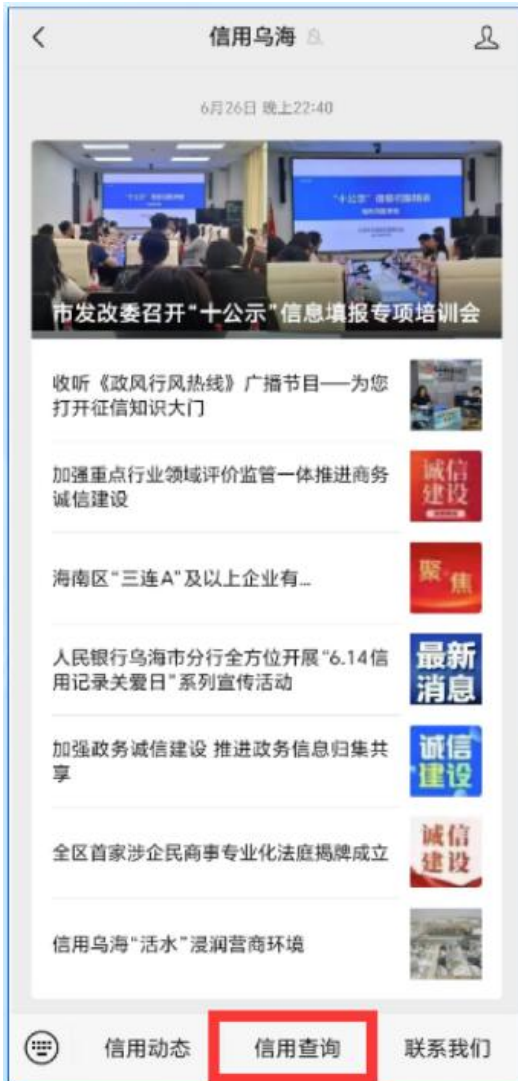 信用乌海
6月26日 晚上22:40
市发改委召开“十公示”信息填报专项培训会
收听《政风行风热线》广播节目——为您
打开征信知识大门
加强重点行业领域评价监管一体推进商务
诚信建设
诚信
建设
海南区“三连A”及以上企业有...
聚焦
人民银行乌海市分行全方位开展“6.14信
用记录关爱日”系列宣传活动
最新
消息
加强政务诚信建设 推进政务信息归集共
享
诚信
建设
全区首家涉企民商事专业化法庭揭牌成立
诚信
建设
信用乌海“活水”浸润营商环境
信用动态
信用查询
联系我们